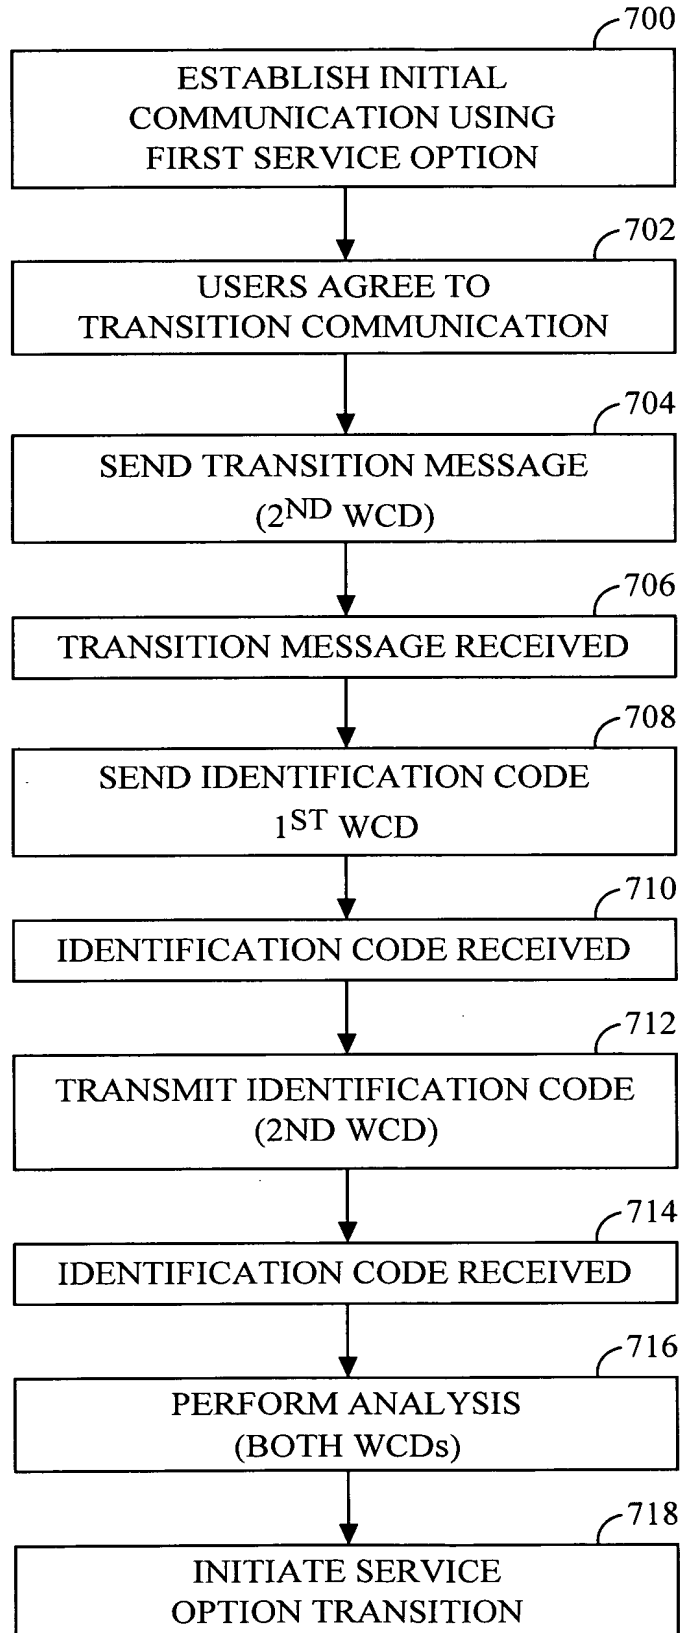 700
ESTABLISH INITIAL
COMMUNICATION USING
FIRST SERVICE OPTION
702
USERS AGREE TO
TRANSITION COMMUNICATION
704
SEND TRANSITION MESSAGE
(2ND WCD)
706
TRANSITION MESSAGE RECEIVED
708
SEND IDENTIFICATION CODE
1ST WCD
710
IDENTIFICATION CODE RECEIVED
712
TRANSMIT IDENTIFICATION CODE
(2ND WCD)
714
IDENTIFICATION CODE RECEIVED
716
PERFORM ANALYSIS
(BOTH WCDs)
718
INITIATE SERVICE
OPTION TRANSITION